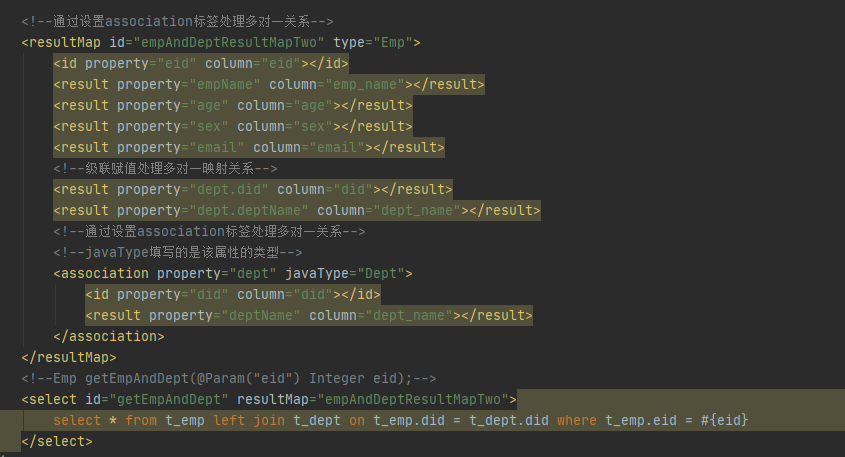 <!--通过设置association标签处理多对一关系-->
<resultMap id="empAndDeptResultMapTwo" type="Emp">
<id property="eid" column="eid"></id>
<result property="empName" column="emp_name"></result>
<result property="age" column="age"></result>
<result property="sex" column="sex"></result>
<result property="email" column="email"></result>
<!--级联赋值处理多对一映射关系-->
<result property="dept.did" column="did"></result>
<result property="dept.deptName" column="dept_name"></result>
<!--通过设置association标签处理多对一关系-->
<!--javaType填写的是该属性的类型-->
<association property="dept" javaType="Dept">
<id property="did" column="did"></id>
<result property="deptName" column="dept_name"></result>
</association>
</resultMap>
<!--Emp getEmpAndDept(@Param("eid") Integer eid);-->
<select id="getEmpAndDept" resultMap="empAndDeptResultMapTwo">
select * from t_emp left join t_dept on t_emp.did = t_dept.did where t_emp.eid = #{eid}
</select>